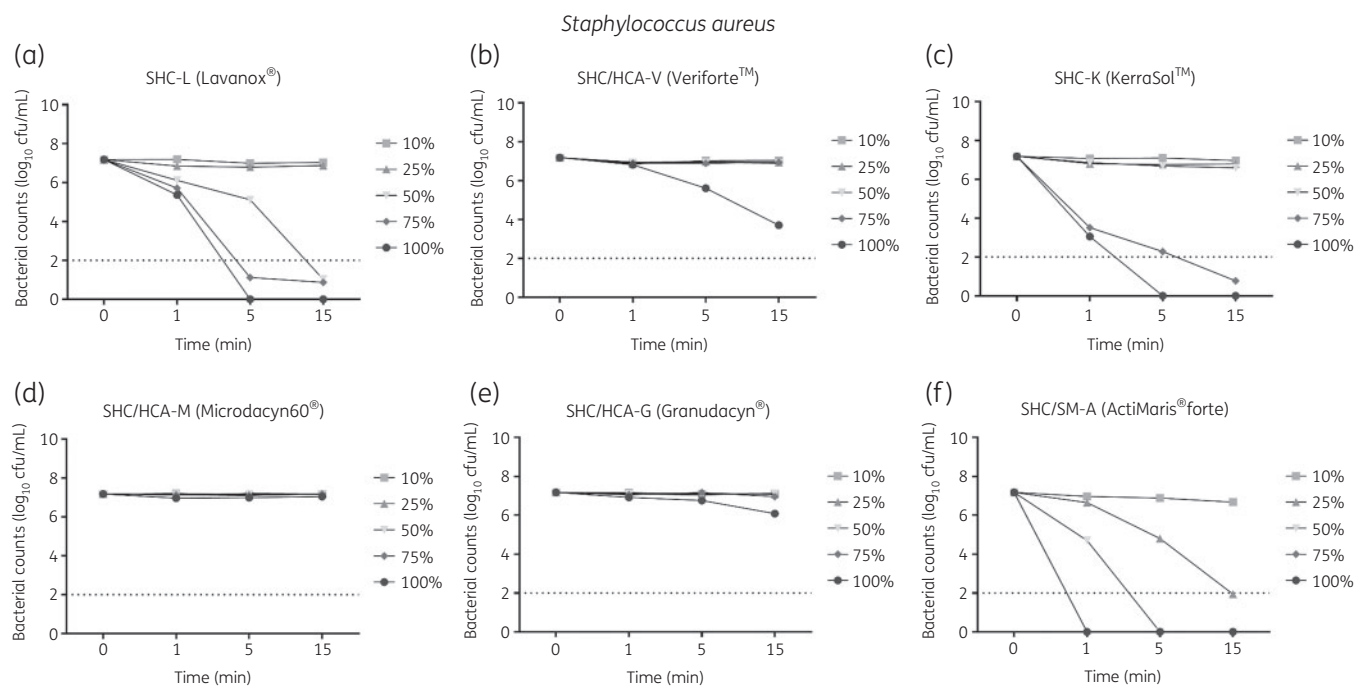 Staphylococcus aureus
(a)
SHC-L (Lavanox®)
Bacterial counts (log10 cfu/mL)
10
8
6
4
2
0
0 1 5 15
Time (min)
10%
25%
50%
75%
100%
(b)
SHC/HCA-V (Veriforte™)
Bacterial counts (log10 cfu/mL)
10
8
6
4
2
0
0 1 5 15
Time (min)
10%
25%
50%
75%
100%
(c)
SHC-K (KerraSol™)
Bacterial counts (log10 cfu/mL)
10
8
6
4
2
0
0 1 5 15
Time (min)
10%
25%
50%
75%
100%
(d)
SHC/HCA-M (Microdacyn60®)
Bacterial counts (log10 cfu/mL)
10
8
6
4
2
0
0 1 5 15
Time (min)
10%
25%
50%
75%
100%
(e)
SHC/HCA-G (Granudacyn®)
Bacterial counts (log10 cfu/mL)
10
8
6
4
2
0
0 1 5 15
Time (min)
10%
25%
50%
75%
100%
(f)
SHC/SM-A (ActiMaris®forte)
Bacterial counts (log10 cfu/mL)
10
8
6
4
2
0
0 1 5 15
Time (min)
10%
25%
50%
75%
100%